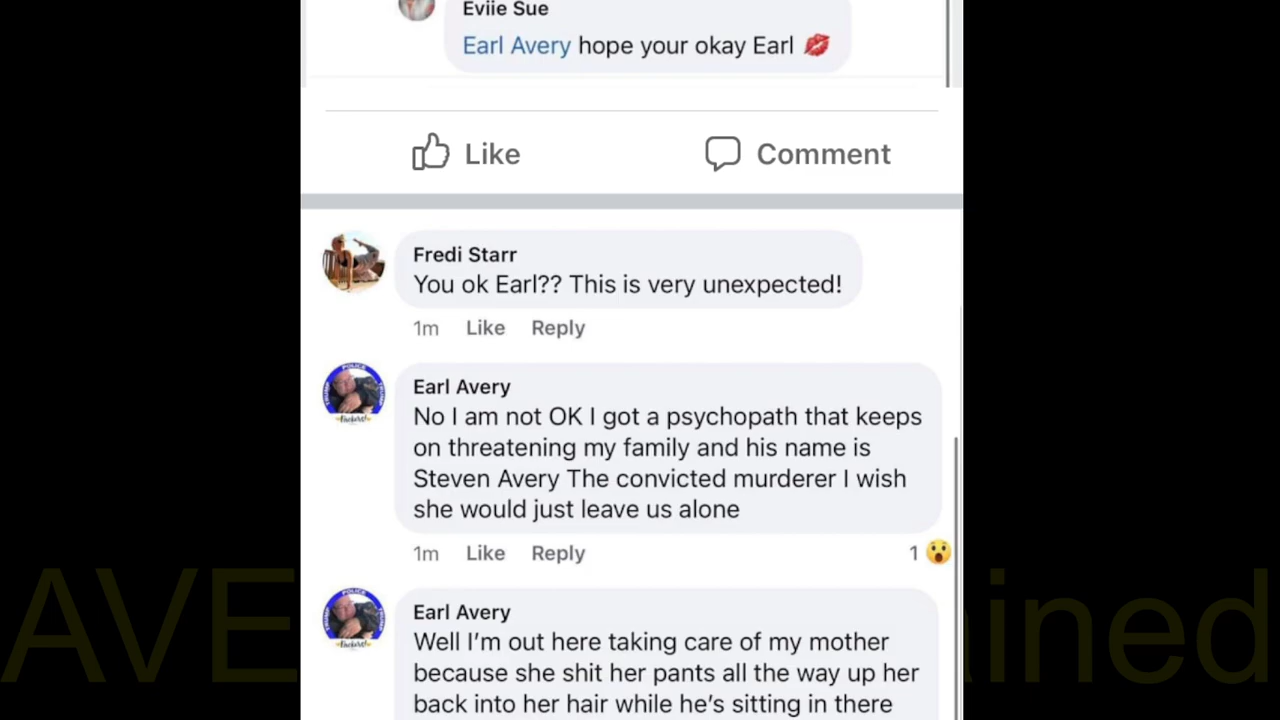 Eviie Sue
Earl Avery hope your okay Earl 💋
Like Comment
Fredi Starr
You ok Earl?? This is very unexpected!
1m Like Reply
Earl Avery
No I am not OK I got a psychopath that keeps
on threatening my family and his name is
Steven Avery The convicted murderer I wish
she would just leave us alone
1m Like Reply 1 😮
Earl Avery
Well I'm out here taking care of my mother
because she shit her pants all the way up her
back into her hair while he's sitting in there
AVE ined
POLICE
POLICE